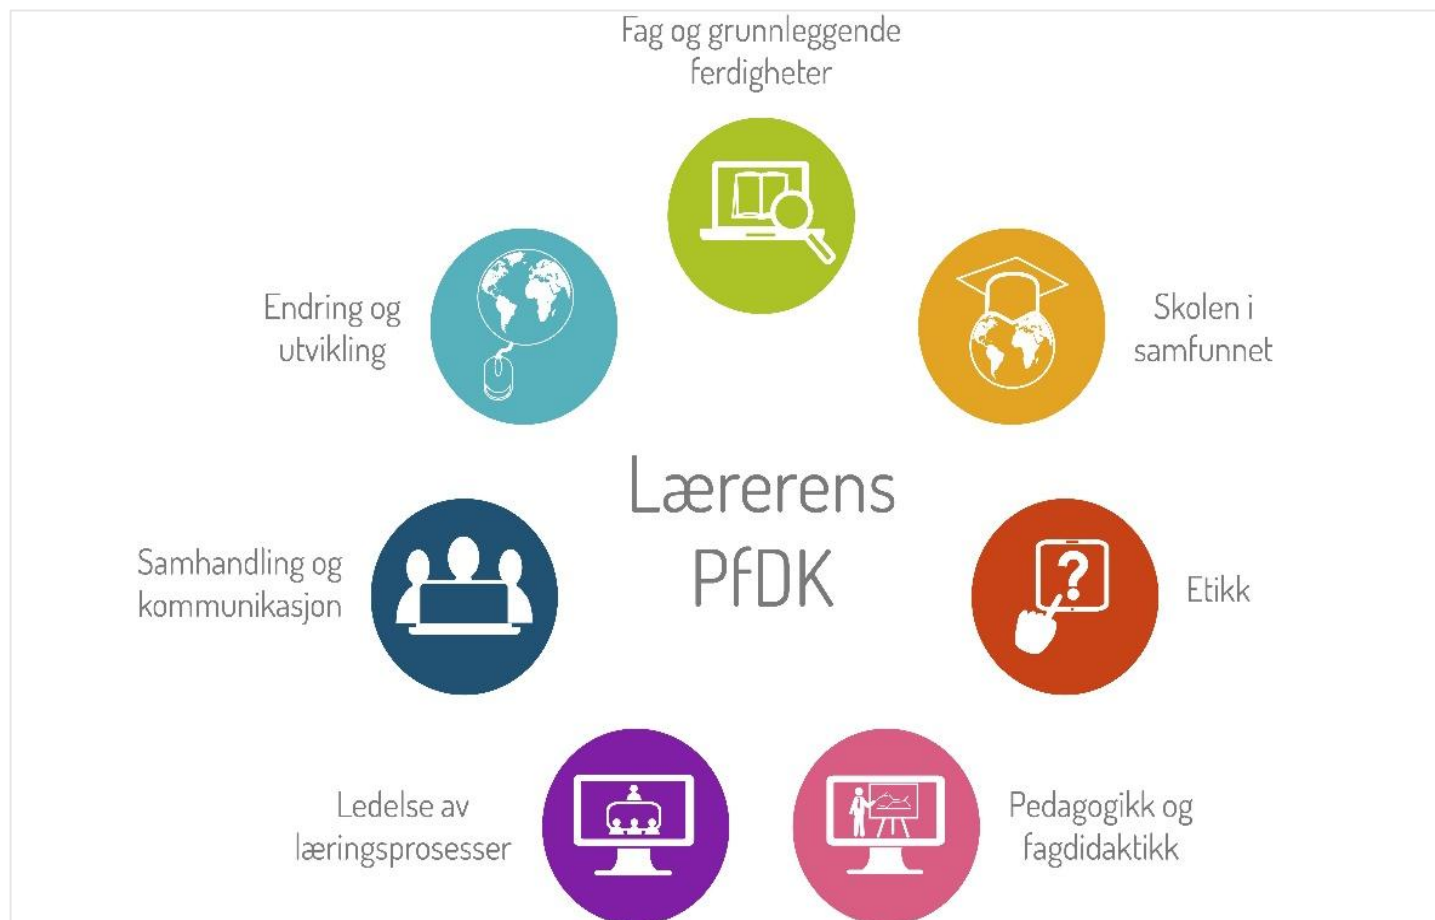 Fag og grunnleggende
ferdigheter
Endring og
utvikling
Skolen i
samfunnet
Lærerens
PfDK
Samhandling og
kommunikasjon
?
Etikk
Ledelse av
læringsprosesser
Pedagogikk og
fagdidaktikk